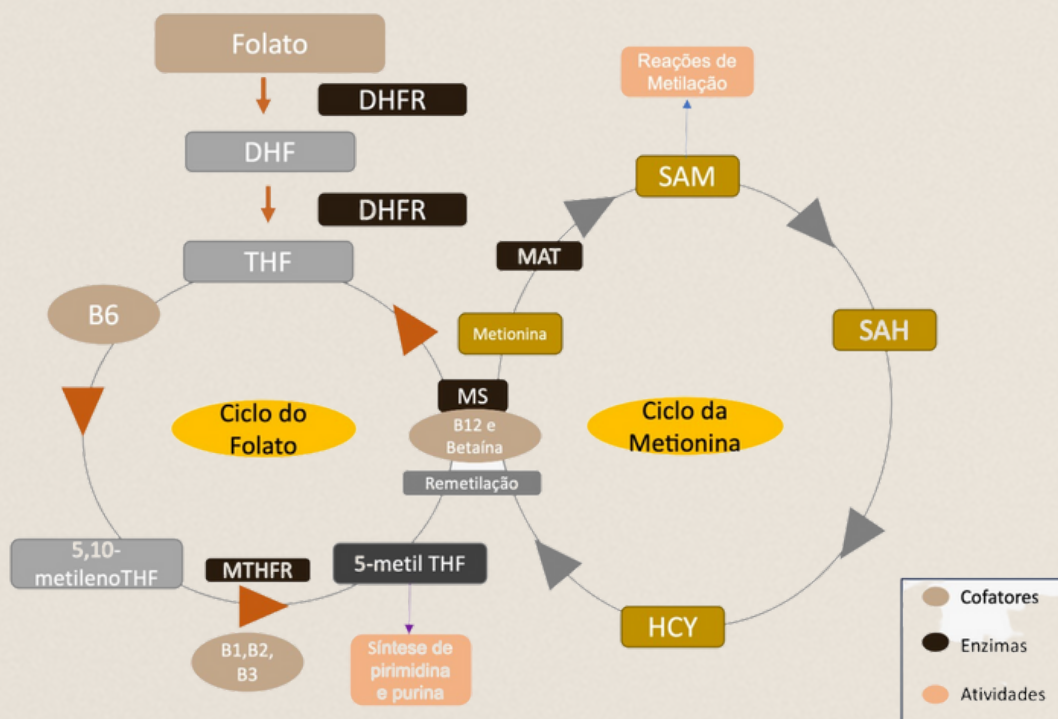 Folato
DHFR
DHF
DHFR
THF
B6
Ciclo do
Folato
5,10-
metilenoTHF
MTHFR
B1,B2,
B3
5-metil THF
Síntese de
pirimidina
e purina
MS
B12 e
Betaína
Remetilação
Reações de
Metilação
SAM
MAT
Metionina
SAH
Ciclo da
Metionina
HCY
Cofatores
Enzimas
Atividades